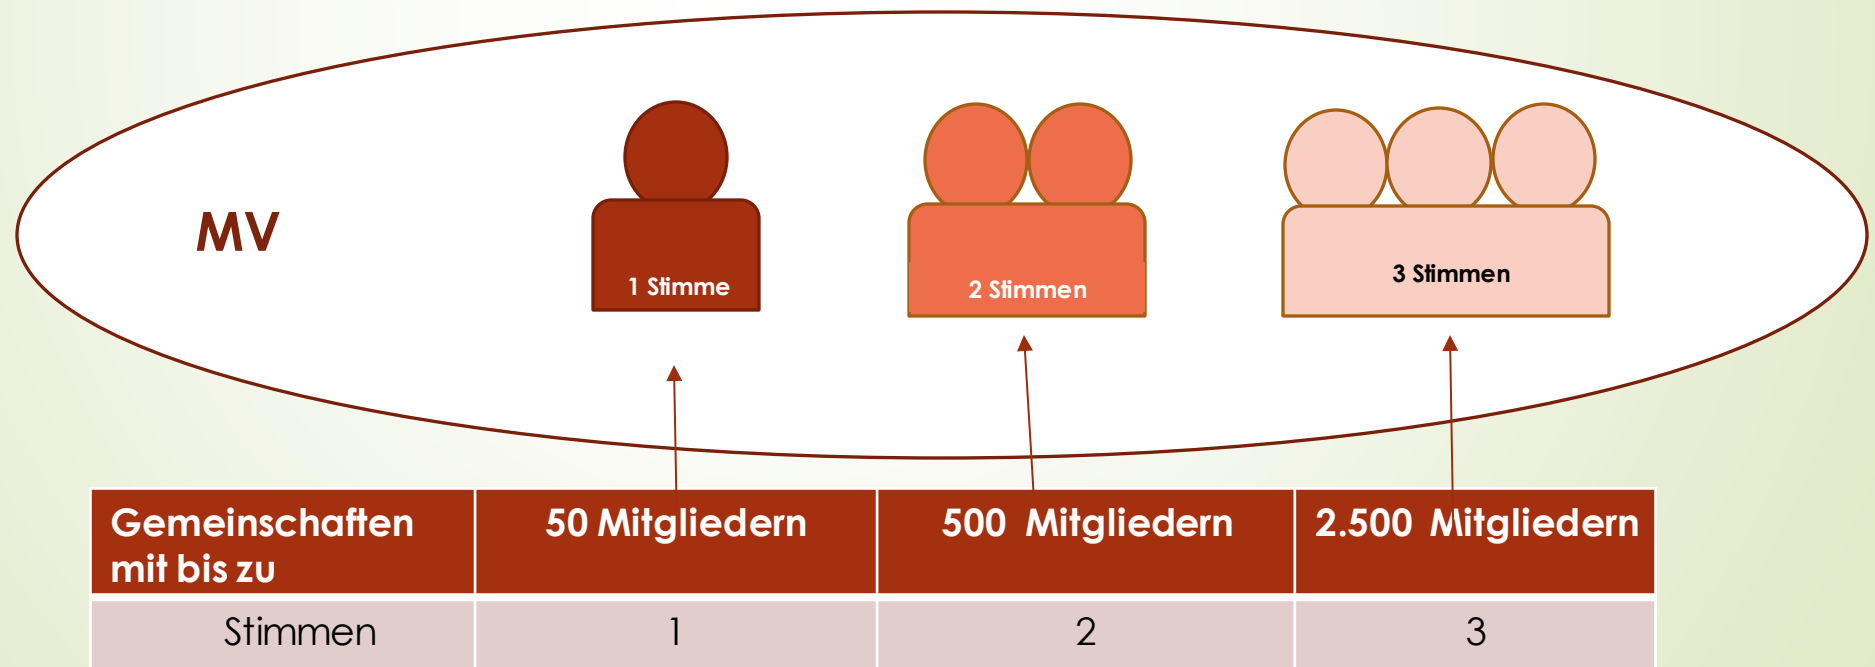 MV
1 Stimme
2 Stimmen
3 Stimmen
Gemeinschaften mit bis zu
50 Mitgliedern
500 Mitgliedern
2.500 Mitgliedern
Stimmen
1
2
3